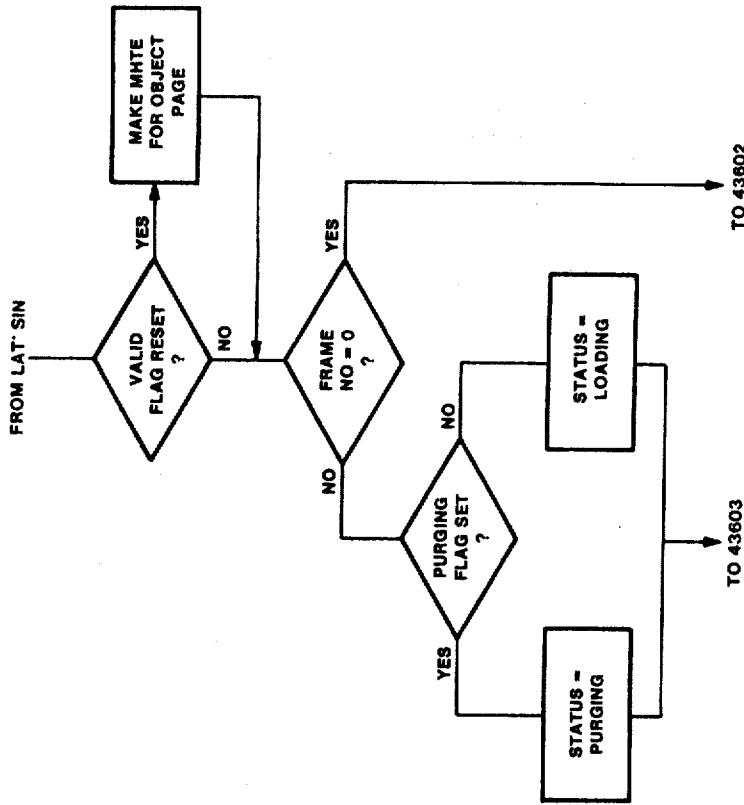 FROM LAT' SIN
VALID
FLAG RESET
?
YES
MAKE MHTE
FOR OBJECT
PAGE
NO
FRAME
NO = 0
?
YES
NO
PURGING
FLAG SET
?
YES
NO
STATUS =
PURGING
STATUS =
LOADING
TO 43603
TO 43602